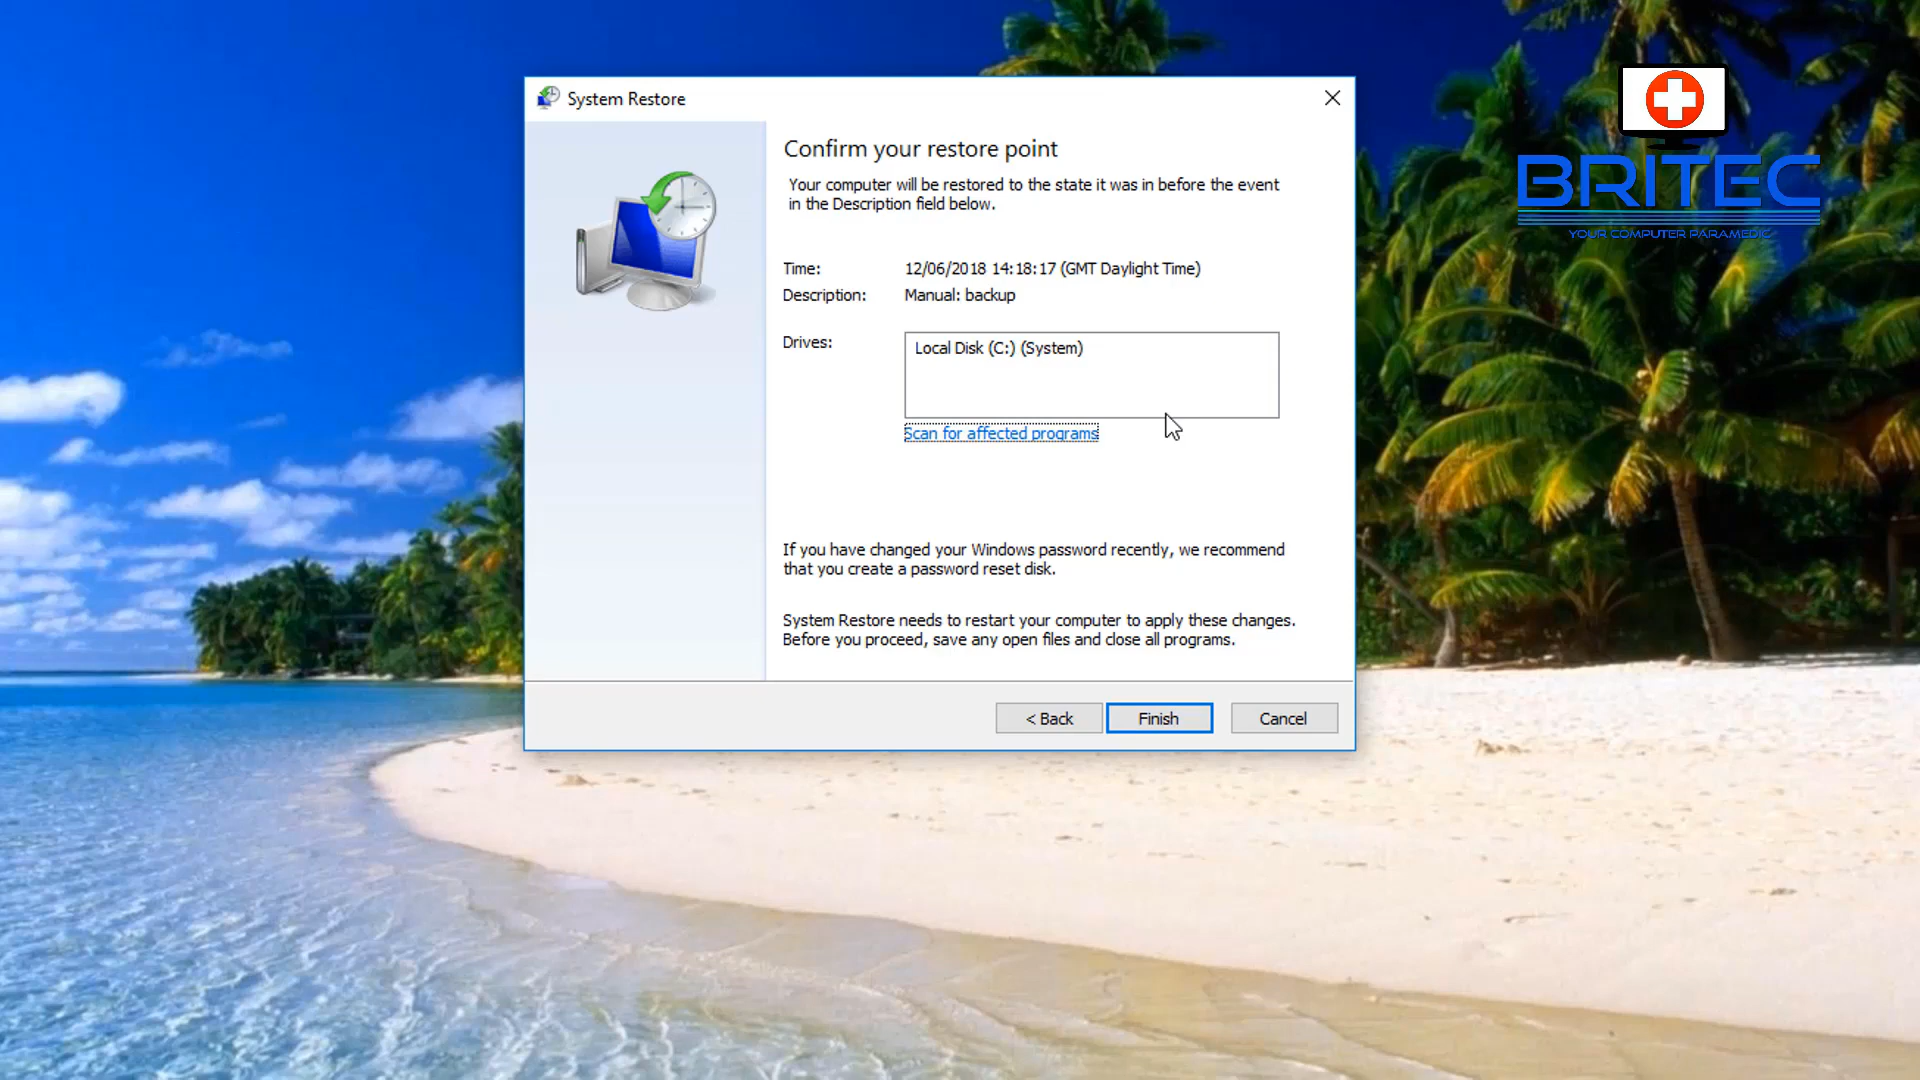 System Restore
Confirm your restore point
Your computer will be restored to the state it was in before the event
in the Description field below.
Time: 12/06/2018 14:18:17 (GMT Daylight Time)
Description: Manual: backup
Drives: Local Disk (C:) (System)
Scan for affected programs
If you have changed your Windows password recently, we recommend
that you create a password reset disk.
System Restore needs to restart your computer to apply these changes.
Before you proceed, save any open files and close all programs.
< Back Finish Cancel
BRITEC
YOUR COMPUTER PARAMEDIC